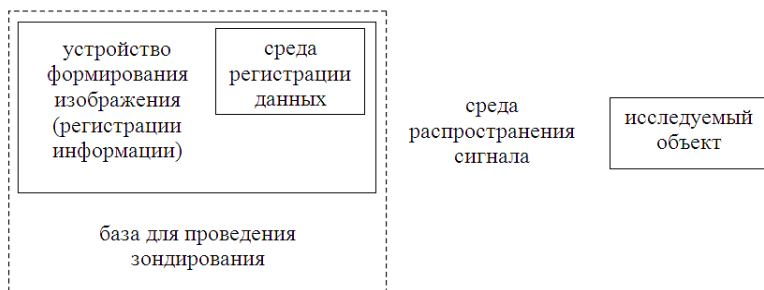 устройство
формирования
изображения
(регистрации
информации)
среда
регистрации
данных
база для проведения
зондирования
среда
распространения
сигнала
исследуемый
объект